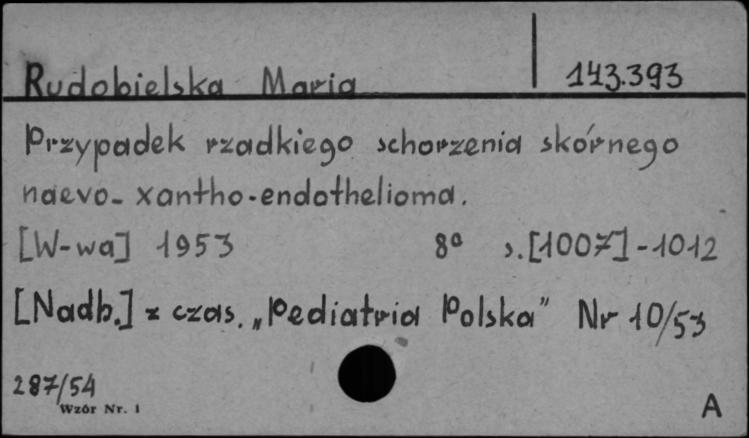 Rudobielska Maria 143.393
Przypadek rzadkiego schorzenia skórnego
naevo-xantho-endothelioma.
[W-wa] 1953 8° s.[1007]-1012
[Nadb.] z czas. „Pediatria Polska" Nr 10/53
287/54
Wzór Nr. 1
A